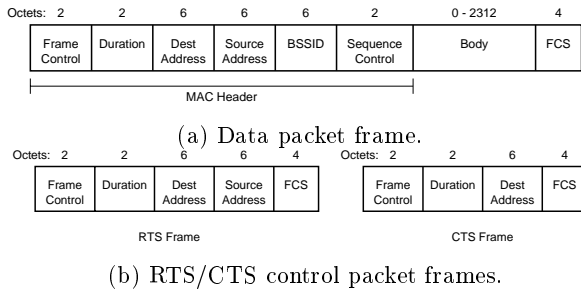 Octets: 2 2 6 6 6 2 0 - 2312 4
Frame Control Duration Dest Address Source Address BSSID Sequence Control Body FCS
MAC Header
(a) Data packet frame.
Octets: 2 2 6 6 4
Frame Control Duration Dest Address Source Address FCS
RTS Frame
Octets: 2 2 6 4
Frame Control Duration Dest Address FCS
CTS Frame
(b) RTS/CTS control packet frames.